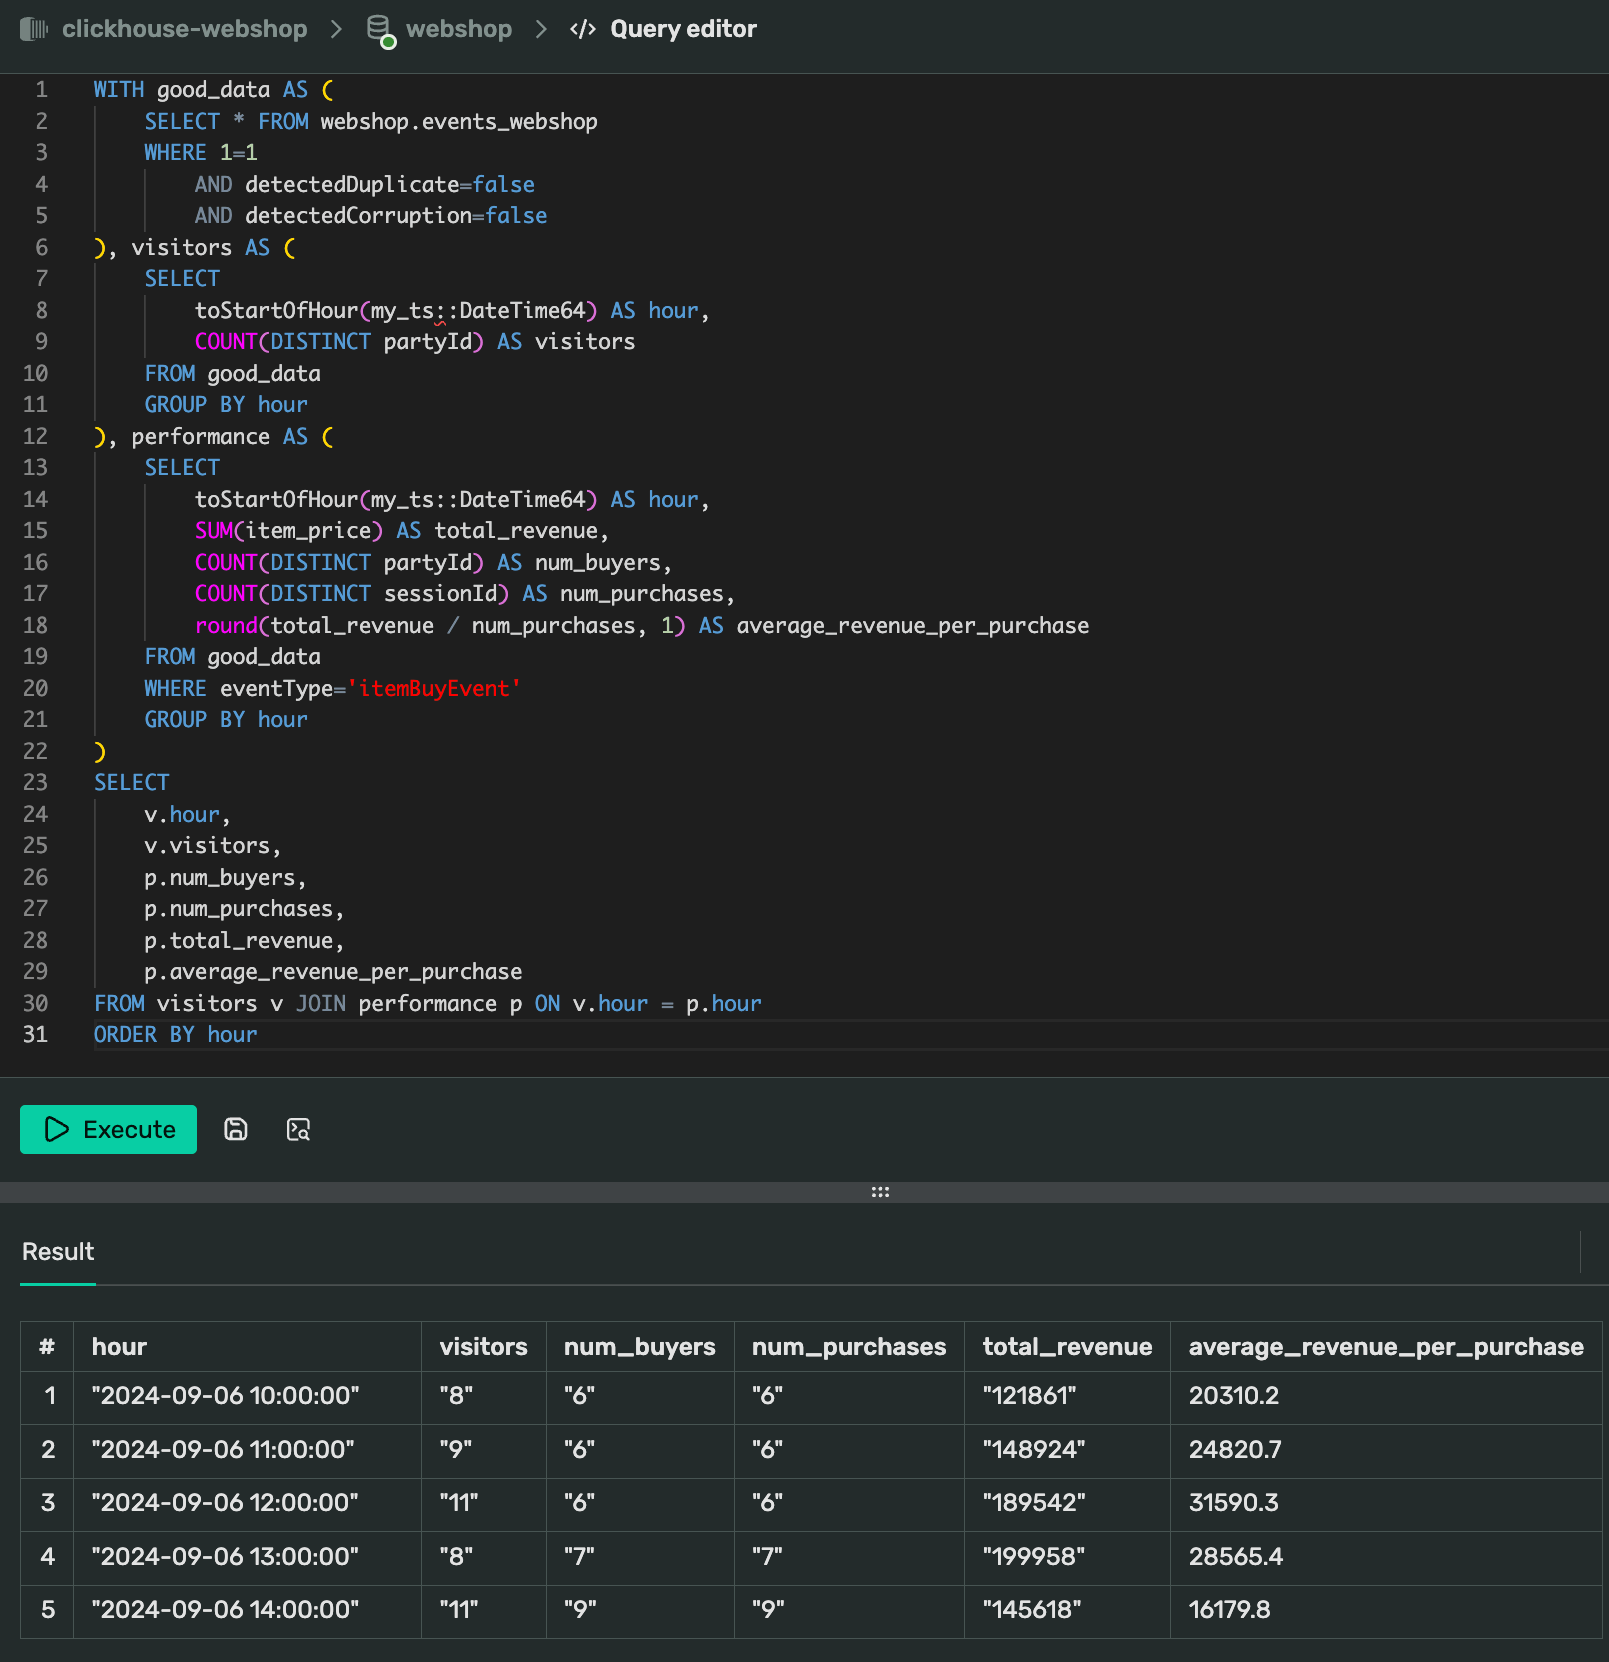 clickhouse-webshop > webshop > </> Query editor
1 WITH good_data AS (
2 SELECT * FROM webshop.events_webshop
3 WHERE 1=1
4 AND detectedDuplicate=false
5 AND detectedCorruption=false
6 ), visitors AS (
7 SELECT
8 toStartOfHour(my_ts::DateTime64) AS hour,
9 COUNT(DISTINCT partyId) AS visitors
10 FROM good_data
11 GROUP BY hour
12 ), performance AS (
13 SELECT
14 toStartOfHour(my_ts::DateTime64) AS hour,
15 SUM(item_price) AS total_revenue,
16 COUNT(DISTINCT partyId) AS num_buyers,
17 COUNT(DISTINCT sessionId) AS num_purchases,
18 round(total_revenue / num_purchases, 1) AS average_revenue_per_purchase
19 FROM good_data
20 WHERE eventType='itemBuyEvent'
21 GROUP BY hour
22 )
23 SELECT
24 v.hour,
25 v.visitors,
26 p.num_buyers,
27 p.num_purchases,
28 p.total_revenue,
29 p.average_revenue_per_purchase
30 FROM visitors v JOIN performance p ON v.hour = p.hour
31 ORDER BY hour
Execute
Result
# hour visitors num_buyers num_purchases total_revenue average_revenue_per_purchase
1 "2024-09-06 10:00:00" "8" "6" "6" "121861" 20310.2
2 "2024-09-06 11:00:00" "9" "6" "6" "148924" 24820.7
3 "2024-09-06 12:00:00" "11" "6" "6" "189542" 31590.3
4 "2024-09-06 13:00:00" "8" "7" "7" "199958" 28565.4
5 "2024-09-06 14:00:00" "11" "9" "9" "145618" 16179.8